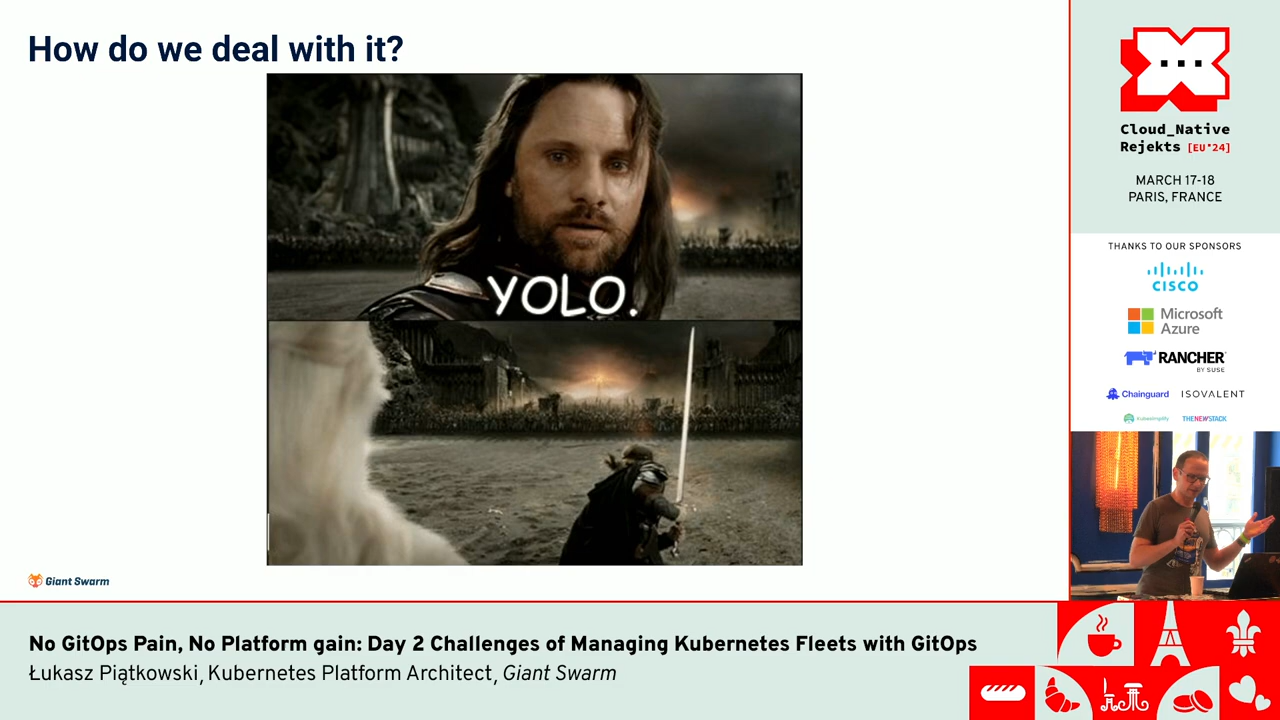 How do we deal with it?
YOLO.
Giant Swarm
Cloud_Native
Rejekts [EU'24]
MARCH 17-18
PARIS, FRANCE
THANKS TO OUR SPONSORS
CISCO
Microsoft
Azure
RANCHER
BY SUSE
Chainguard
ISOVALENT
Kubesimplify
THENEWSTACK
No GitOps Pain, No Platform gain: Day 2 Challenges of Managing Kubernetes Fleets with GitOps
Łukasz Piątkowski, Kubernetes Platform Architect, Giant Swarm